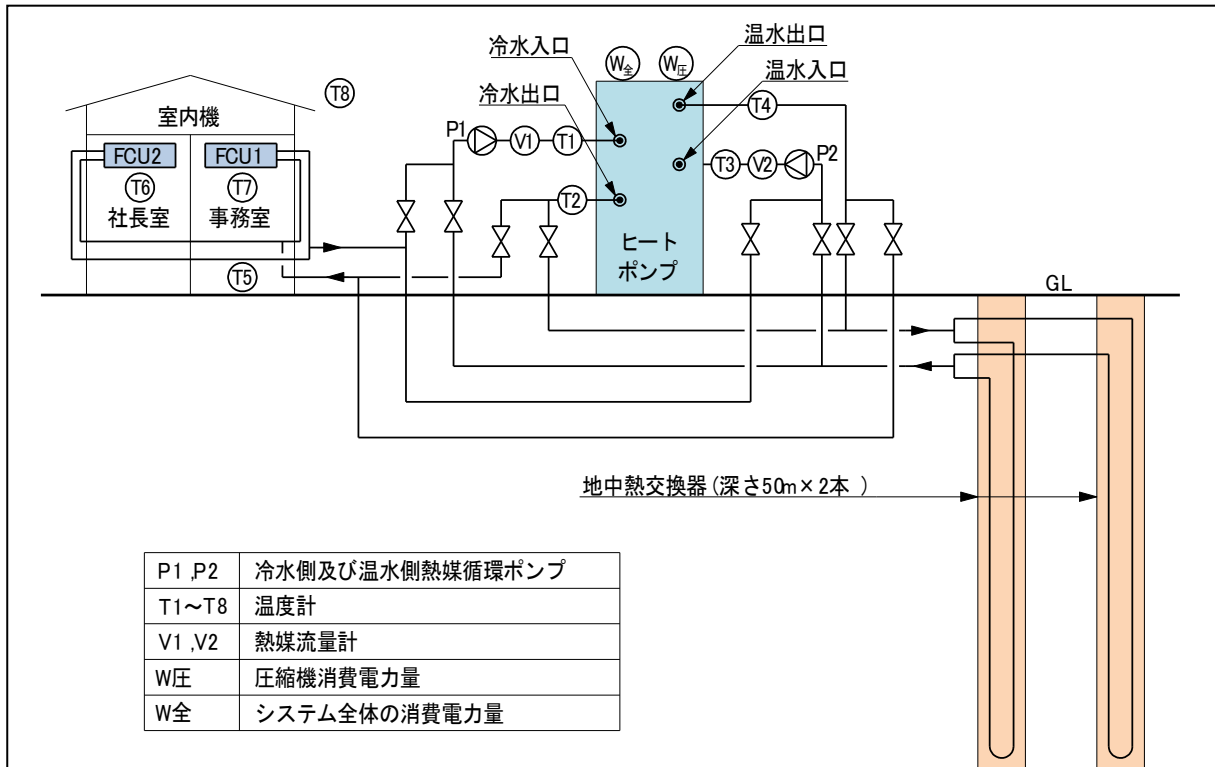 冷水入口
W全
W圧
温水出口
温水入口
T8
冷水出口
T4
室内機
P1
V1
T1
FCU2
FCU1
T3
V2
P2
T6
T7
社長室
事務室
T2
ヒート
ポンプ
T5
GL
地中熱交換器(深さ50m×2本 )
P1 ,P2 冷水側及び温水側熱媒循環ポンプ
T1～T8 温度計
V1 ,V2 熱媒流量計
W圧 圧縮機消費電力量
W全 システム全体の消費電力量